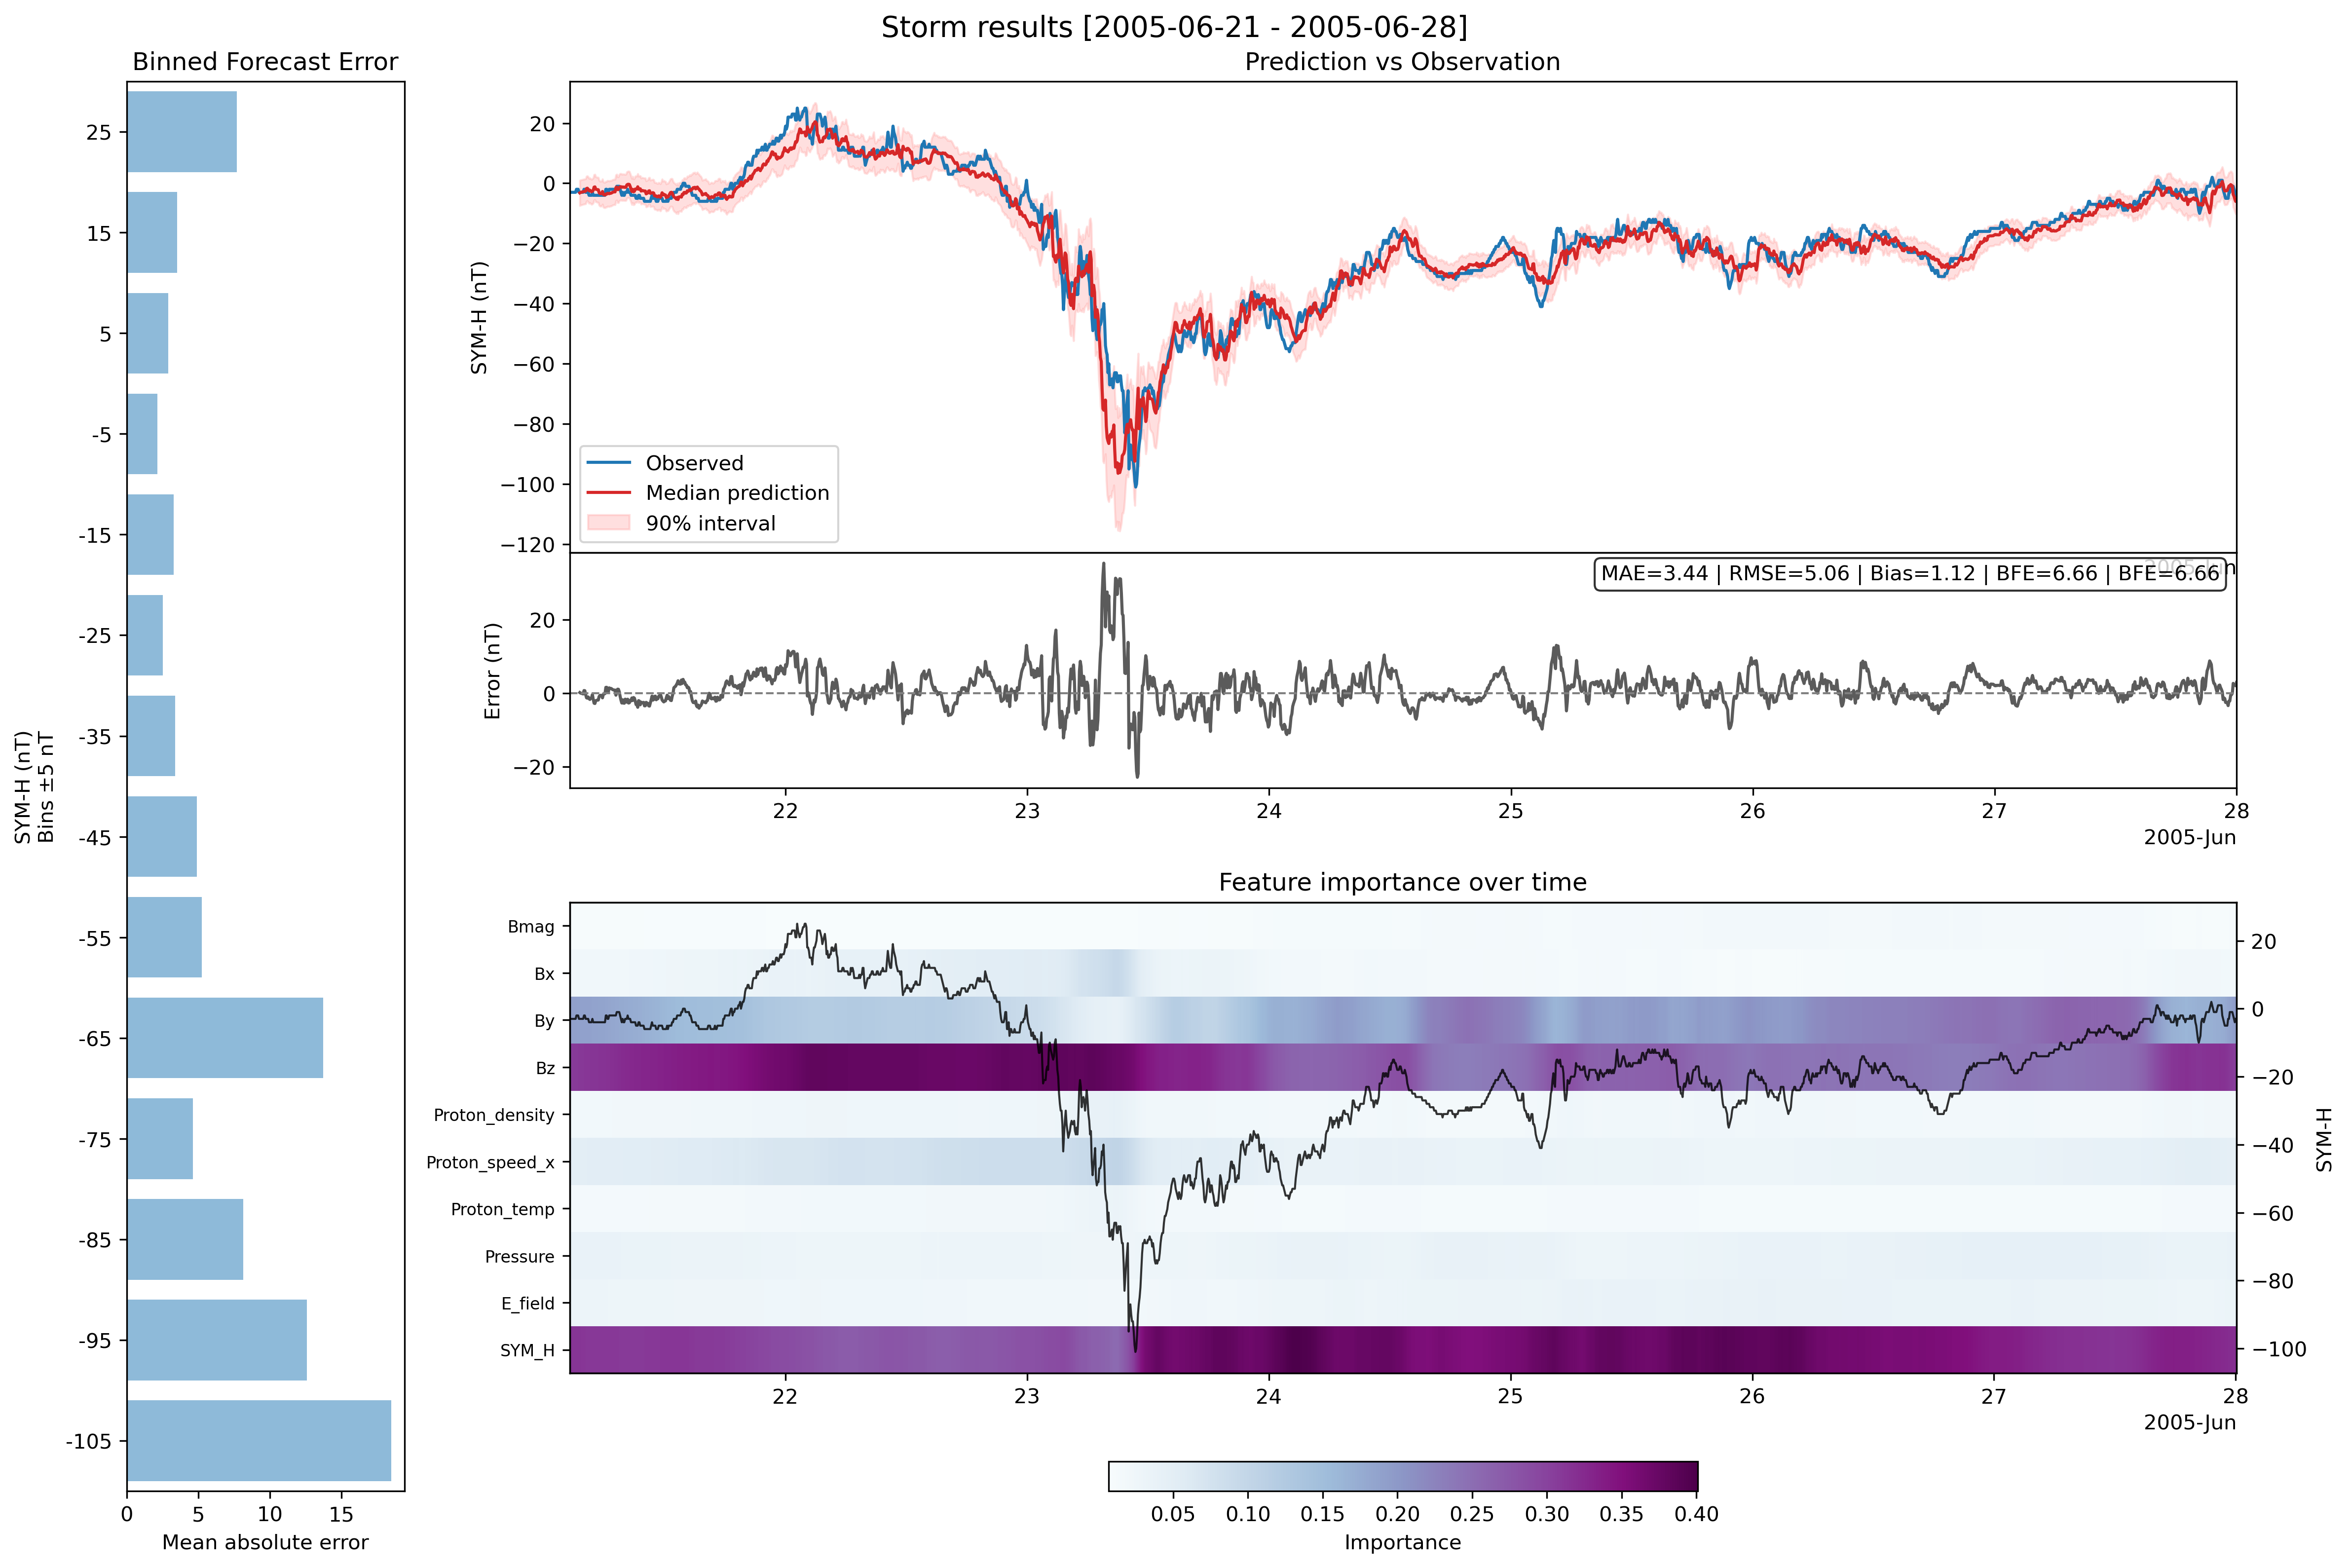 Storm results [2005-06-21 - 2005-06-28]
Binned Forecast Error
25
15
5
-5
-15
-25
-35
-45
-55
-65
-75
-85
-95
-105
SYM-H (nT)
Bins ±5 nT
0 5 10 15
Mean absolute error
Prediction vs Observation
20
0
−20
−40
−60
−80
−100
−120
SYM-H (nT)
Observed
Median prediction
90% interval
2005-Jun
MAE=3.44 | RMSE=5.06 | Bias=1.12 | BFE=6.66 | BFE=6.66
20
0
−20
Error (nT)
22 23 24 25 26 27 28
2005-Jun
Feature importance over time
Bmag
Bx
By
Bz
Proton_density
Proton_speed_x
Proton_temp
Pressure
E_field
SYM_H
20
0
−20
−40
−60
−80
−100
SYM-H
22 23 24 25 26 27 28
2005-Jun
0.05 0.10 0.15 0.20 0.25 0.30 0.35 0.40
Importance